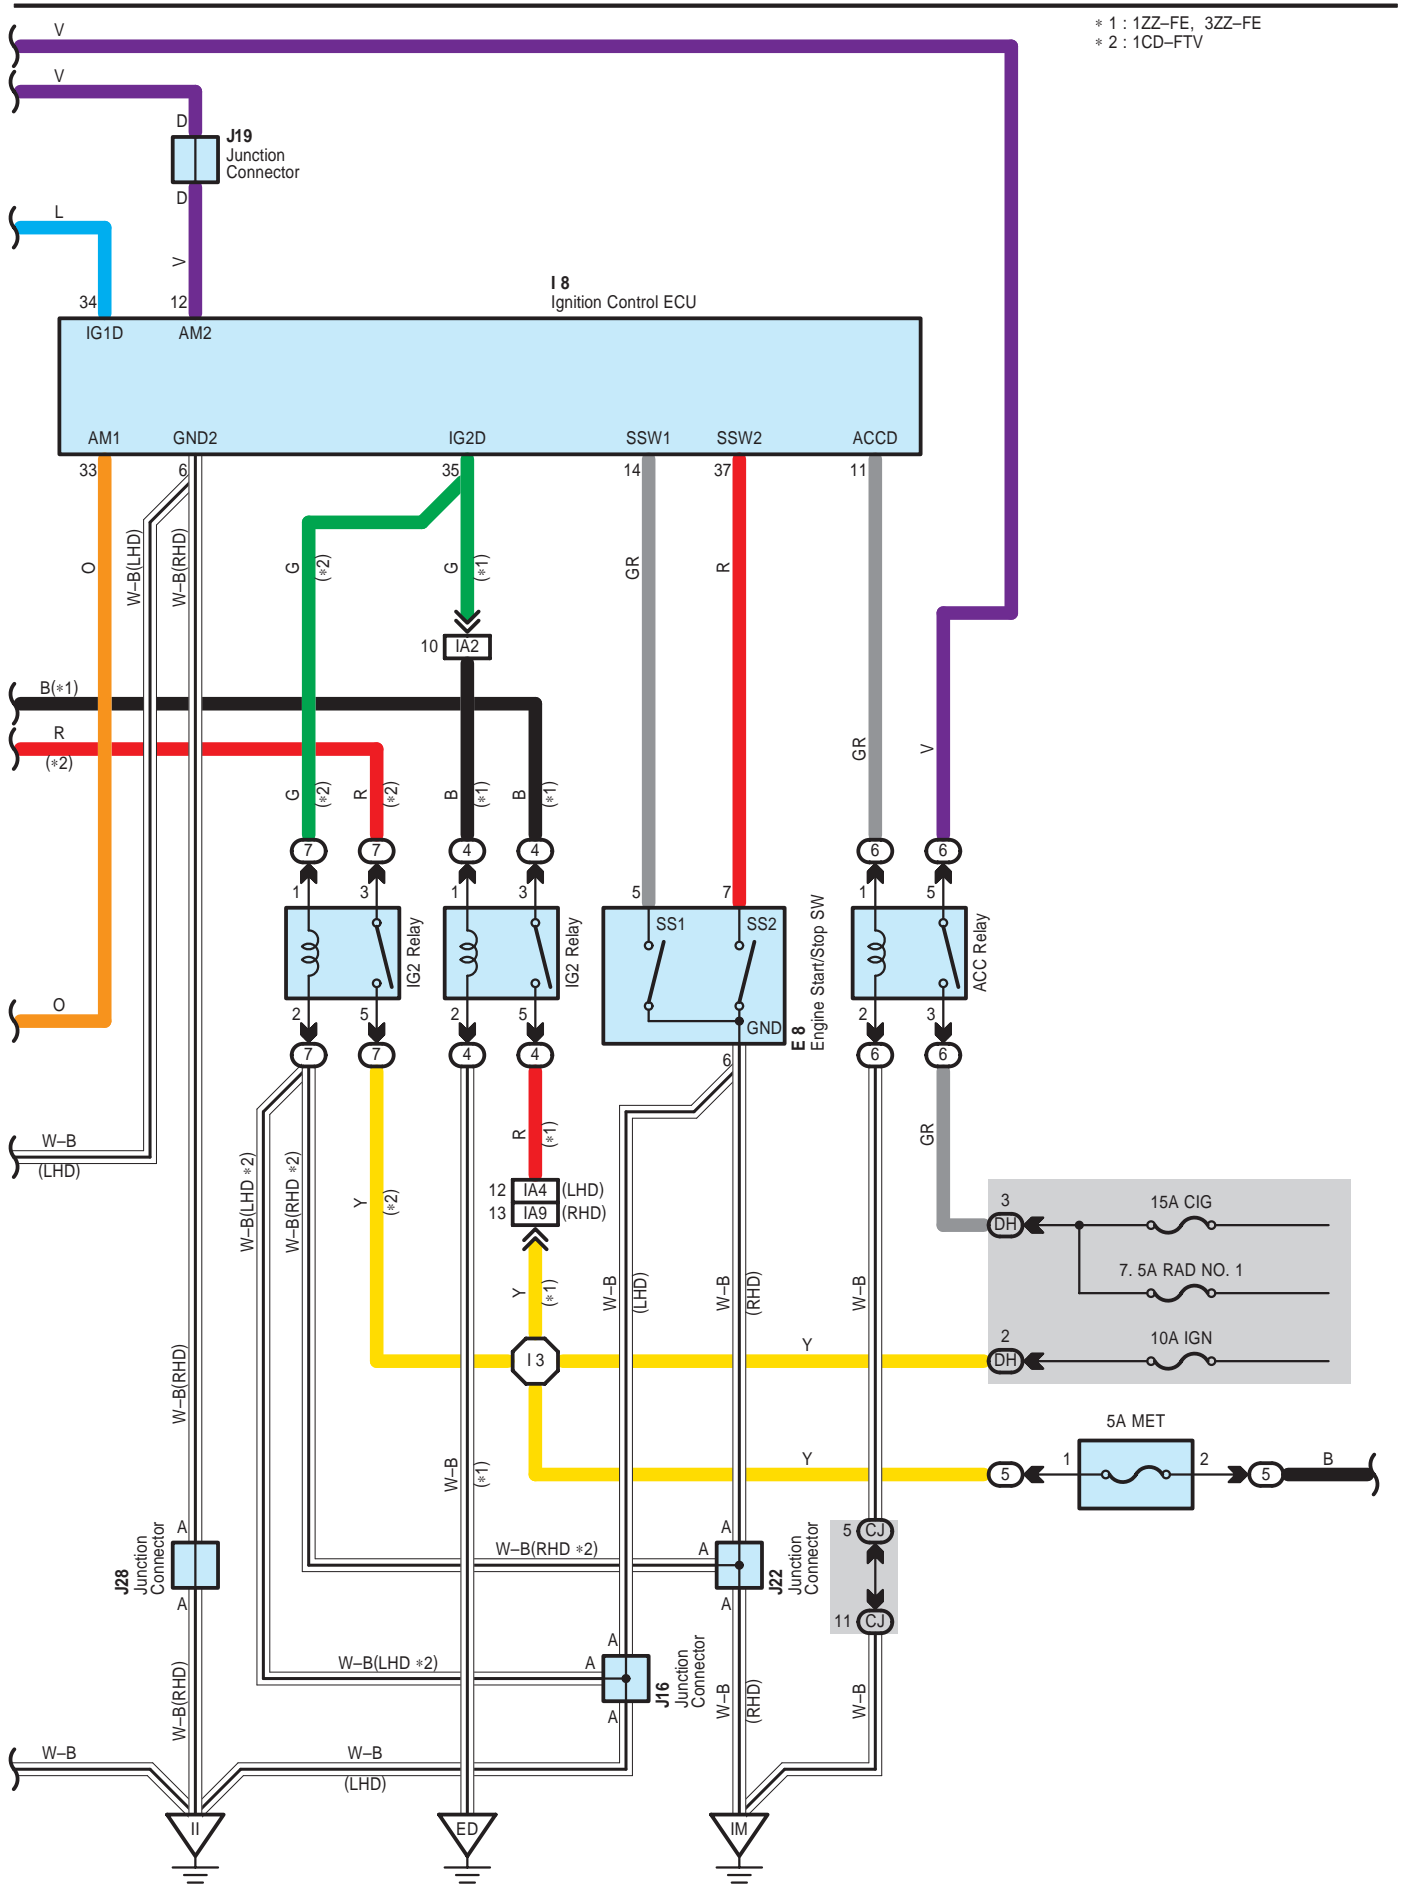 ∗ 1 : 1ZZ–FE, 3ZZ–FE
∗ 2 : 1CD–FTV
V
V
D
J19
Junction
Connector
D
L
V
I 8
Ignition Control ECU
34
12
IG1D
AM2
AM1
GND2
IG2D
SSW1
SSW2
ACCD
33
6
35
14
37
11
O
W–B(LHD)
W–B(RHD)
G
(∗2)
G
(∗1)
GR
R
10
IA2
B(∗1)
R
(∗2)
GR
V
G
(∗2)
R
(∗2)
B
(∗1)
B
(∗1)
7
7
4
4
6
6
1
3
1
3
5
7
1
5
IG2 Relay
IG2 Relay
SS1
SS2
GND
E 8
Engine Start/Stop SW
ACC Relay
O
2
5
2
5
2
3
7
7
4
4
6
6
6
W–B
(LHD)
W–B(LHD ∗2)
W–B(RHD ∗2)
Y
(∗2)
R
(∗1)
GR
12
IA4
(LHD)
13
IA9
(RHD)
3
DH
15A CIG
7. 5A RAD NO. 1
Y
(∗1)
W–B
(LHD)
W–B
(RHD)
W–B
2
DH
10A IGN
I 3
Y
W–B(RHD)
5A MET
W–B
(∗1)
Y
5
1
2
5
B
A
J28
Junction
Connector
A
W–B(RHD ∗2)
A
A
J22
Junction
Connector
A
5
CJ
11
CJ
W–B(LHD ∗2)
A
A
J16
Junction
Connector
A
W–B(RHD)
W–B
(RHD)
W–B
W–B
W–B
(LHD)
II
ED
IM